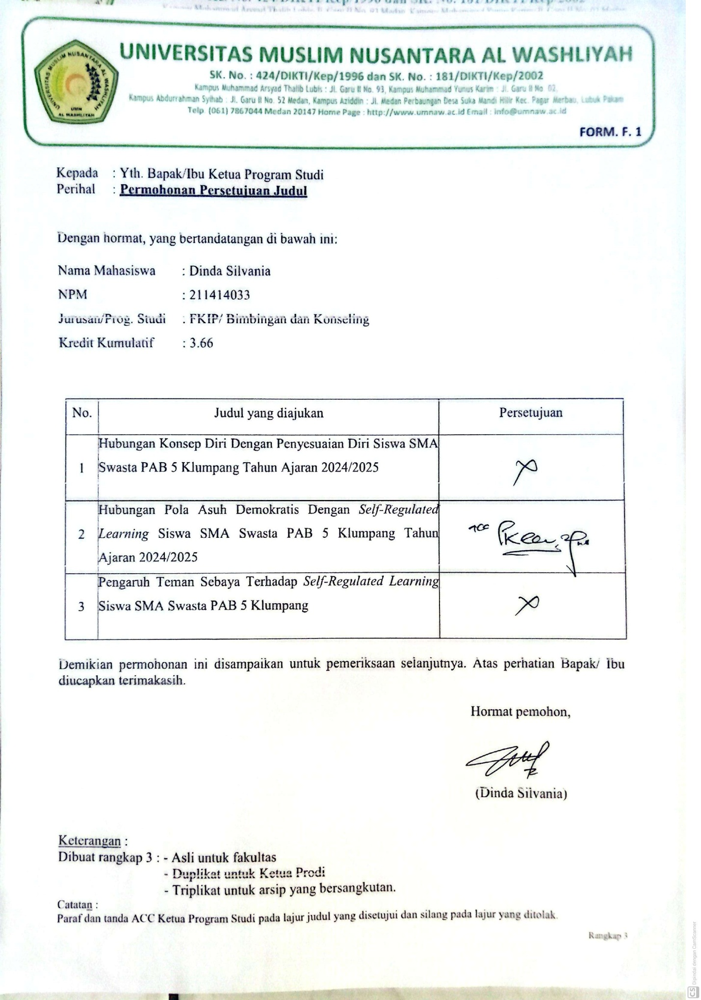 UNIVERSITAS MUSLIM NUSANTARA AL WASHLIYAH
SK. No. : 424/DIKTI/Kep/1996 dan SK. No. : 181/DIKTI/Kep/2002
Kampus Muhammad Arsyad Thalib Lubis : Jl. Garu II No. 93, Kampus Muhammad Yunus Karim : Jl. Garu II No. 02,
Kampus Abdurrahman Syihab : Jl. Garu II No. 52 Medan, Kampus Aziddin : Jl. Medan Perbaungan Desa Suka Mandi Hilir Kec. Pagar Merbau, Lubuk Pakam
Telp. (061) 7867044 Medan 20147 Home Page : http://www.umnaw.ac.id Email : info@umnaw.ac.id
FORM. F. 1
UNIVERSITAS MUSLIM NUSANTARA AL WASHLIYAH
UMN
AL WASHLIYAH
Kepada : Yth. Bapak/Ibu Ketua Program Studi
Perihal : Permohonan Persetujuan Judul
Dengan hormat, yang bertandatangan di bawah ini:
Nama Mahasiswa : Dinda Silvania
NPM : 211414033
Jurusan/Prog. Studi : FKIP/ Bimbingan dan Konseling
Kredit Kumulatif : 3.66
No. Judul yang diajukan Persetujuan
Hubungan Konsep Diri Dengan Penyesuaian Diri Siswa SMA
1 Swasta PAB 5 Klumpang Tahun Ajaran 2024/2025
Hubungan Pola Asuh Demokratis Dengan Self-Regulated
2 Learning Siswa SMA Swasta PAB 5 Klumpang Tahun
Ajaran 2024/2025
ACC
Pengaruh Teman Sebaya Terhadap Self-Regulated Learning
3 Siswa SMA Swasta PAB 5 Klumpang
Demikian permohonan ini disampaikan untuk pemeriksaan selanjutnya. Atas perhatian Bapak/ Ibu
diucapkan terimakasih.
Hormat pemohon,
(Dinda Silvania)
Keterangan :
Dibuat rangkap 3 : - Asli untuk fakultas
- Duplikat untuk Ketua Prodi
- Triplikat untuk arsip yang bersangkutan.
Catatan :
Paraf dan tanda ACC Ketua Program Studi pada lajur judul yang disetujui dan silang pada lajur yang ditolak.
Rangkap 3
CS Dipindai dengan CamScanner